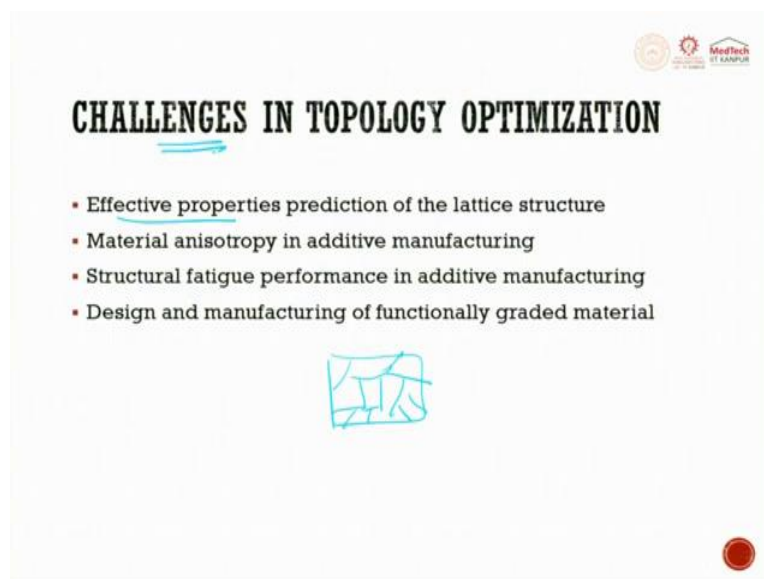 MedTech
IIT KANPUR
CHALLENGES IN TOPOLOGY OPTIMIZATION
▪ Effective properties prediction of the lattice structure
▪ Material anisotropy in additive manufacturing
▪ Structural fatigue performance in additive manufacturing
▪ Design and manufacturing of functionally graded material